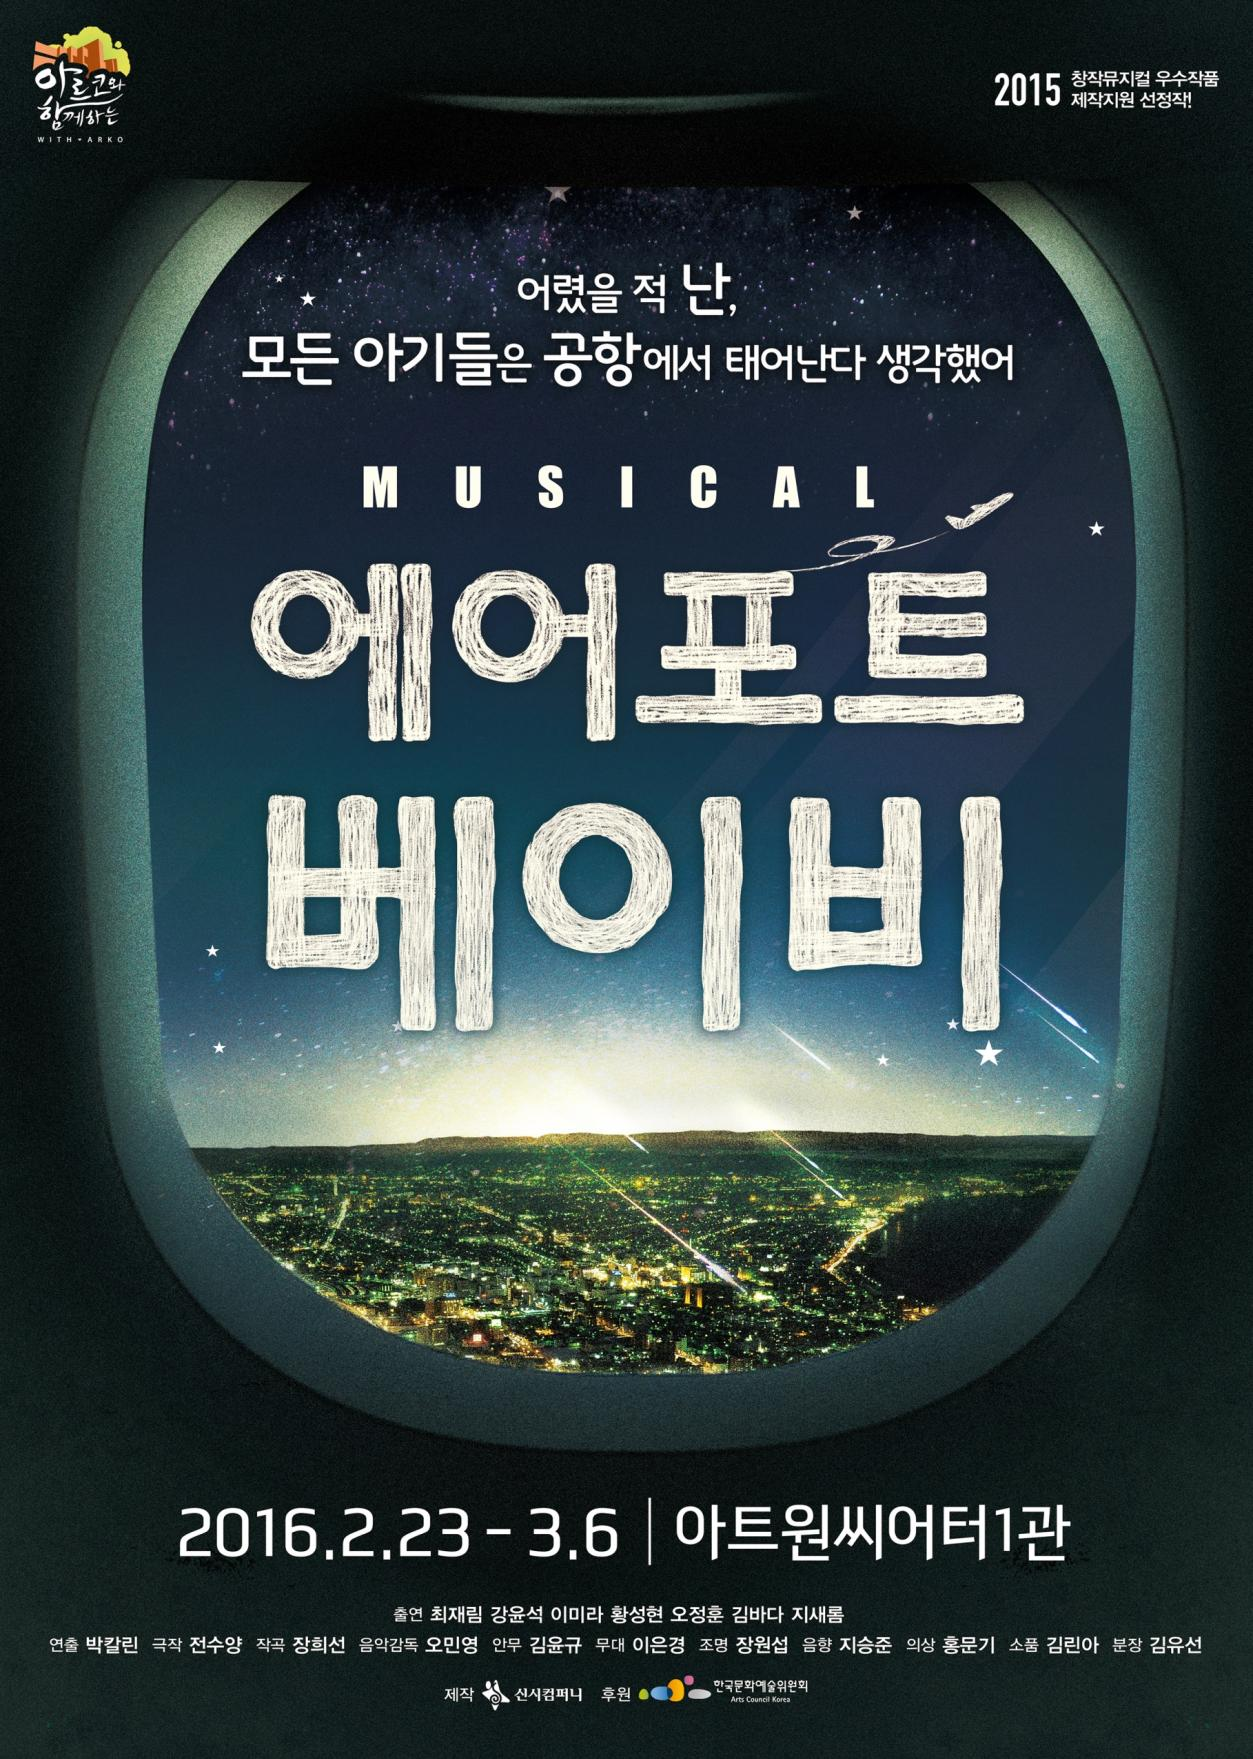 아르코와
함께하는
WITH ARKO
2015 창작뮤지컬 우수작품
제작지원 선정작!
어렸을 적 난,
모든 아기들은 공항에서 태어난다 생각했어
MUSICAL
에어포트
베이비
2016.2.23 - 3.6 | 아트원씨어터1관
출연 최재림 강윤석 이미라 황성현 오정훈 김바다 지새롬
연출 박칼린 극작 전수양 작곡 장희선 음악감독 오민영 안무 김윤규 무대 이은경 조명 장원섭 음향 지승준 의상 홍문기 소품 김린아 분장 김유선
제작 신시컴퍼니 후원 한국문화예술위원회
Arts Council Korea